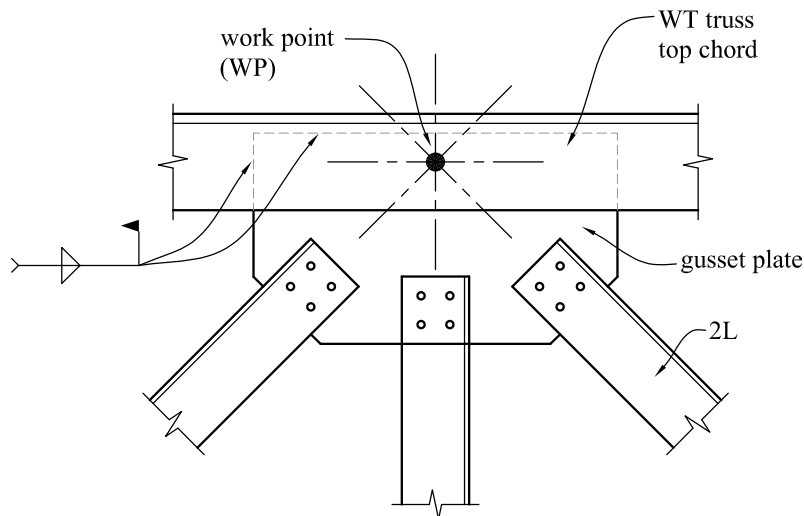 work point
(WP)
WT truss
top chord
gusset plate
2L